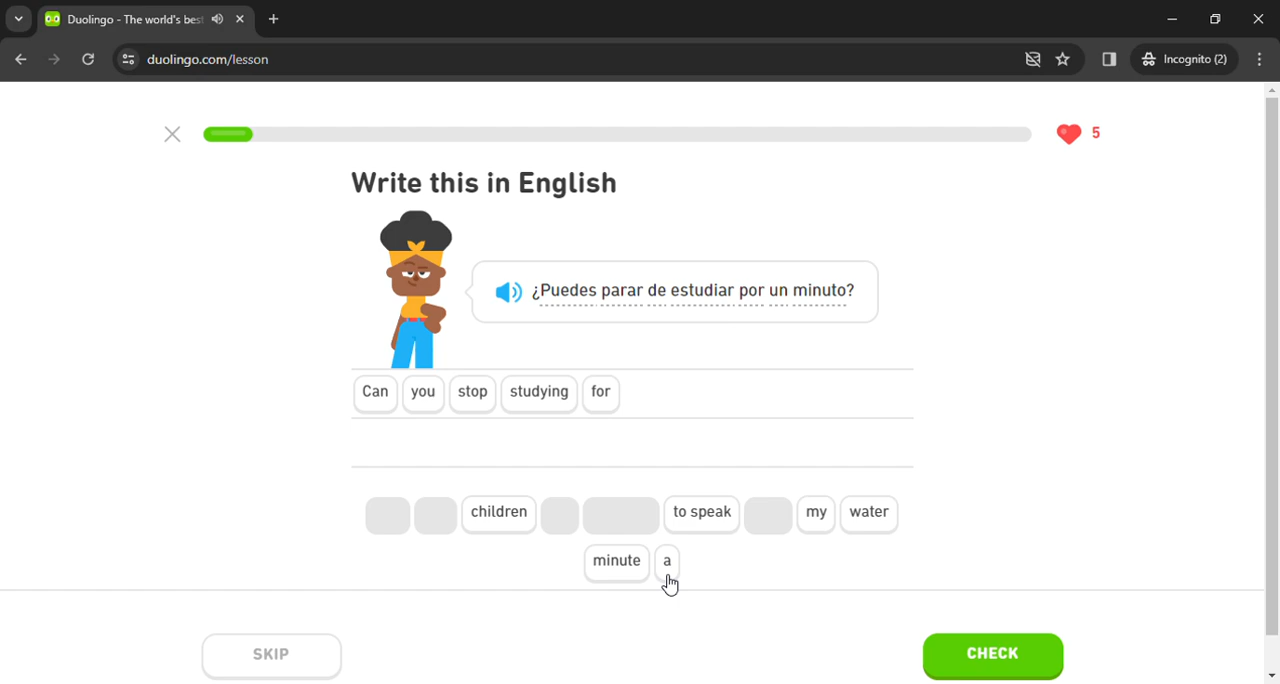 Duolingo - The world's bes
duolingo.com/lesson
Incognito (2)
5
Write this in English
¿Puedes parar de estudiar por un minuto?
Can you stop studying for
children to speak my water
minute a
SKIP
CHECK